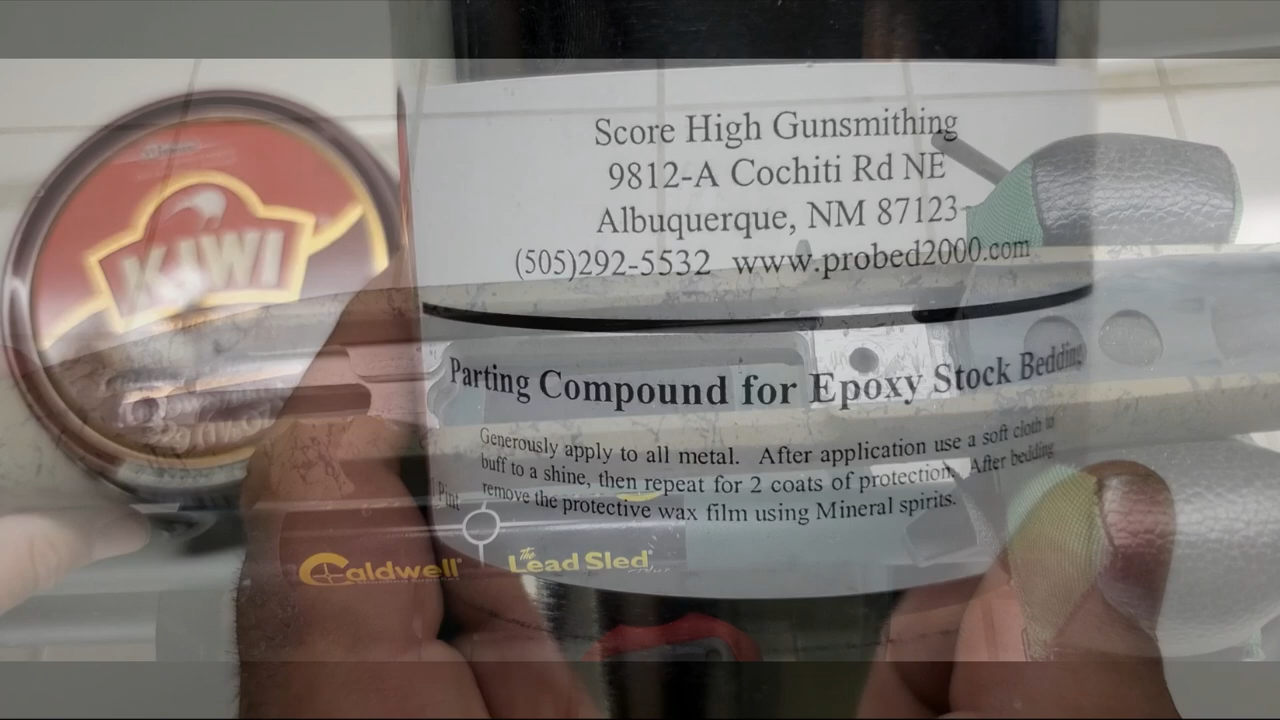 KIWI
Score High Gunsmithing
9812-A Cochiti Rd NE
Albuquerque, NM 87123
(505)292-5532 www.probed2000.com
Parting Compound for Epoxy Stock Bedding
Generously apply to all metal. After application use a soft cloth to
buff to a shine, then repeat for 2 coats of protection. After bedding
remove the protective wax film using Mineral spirits.
1 Pint
Caldwell
The Lead Sled